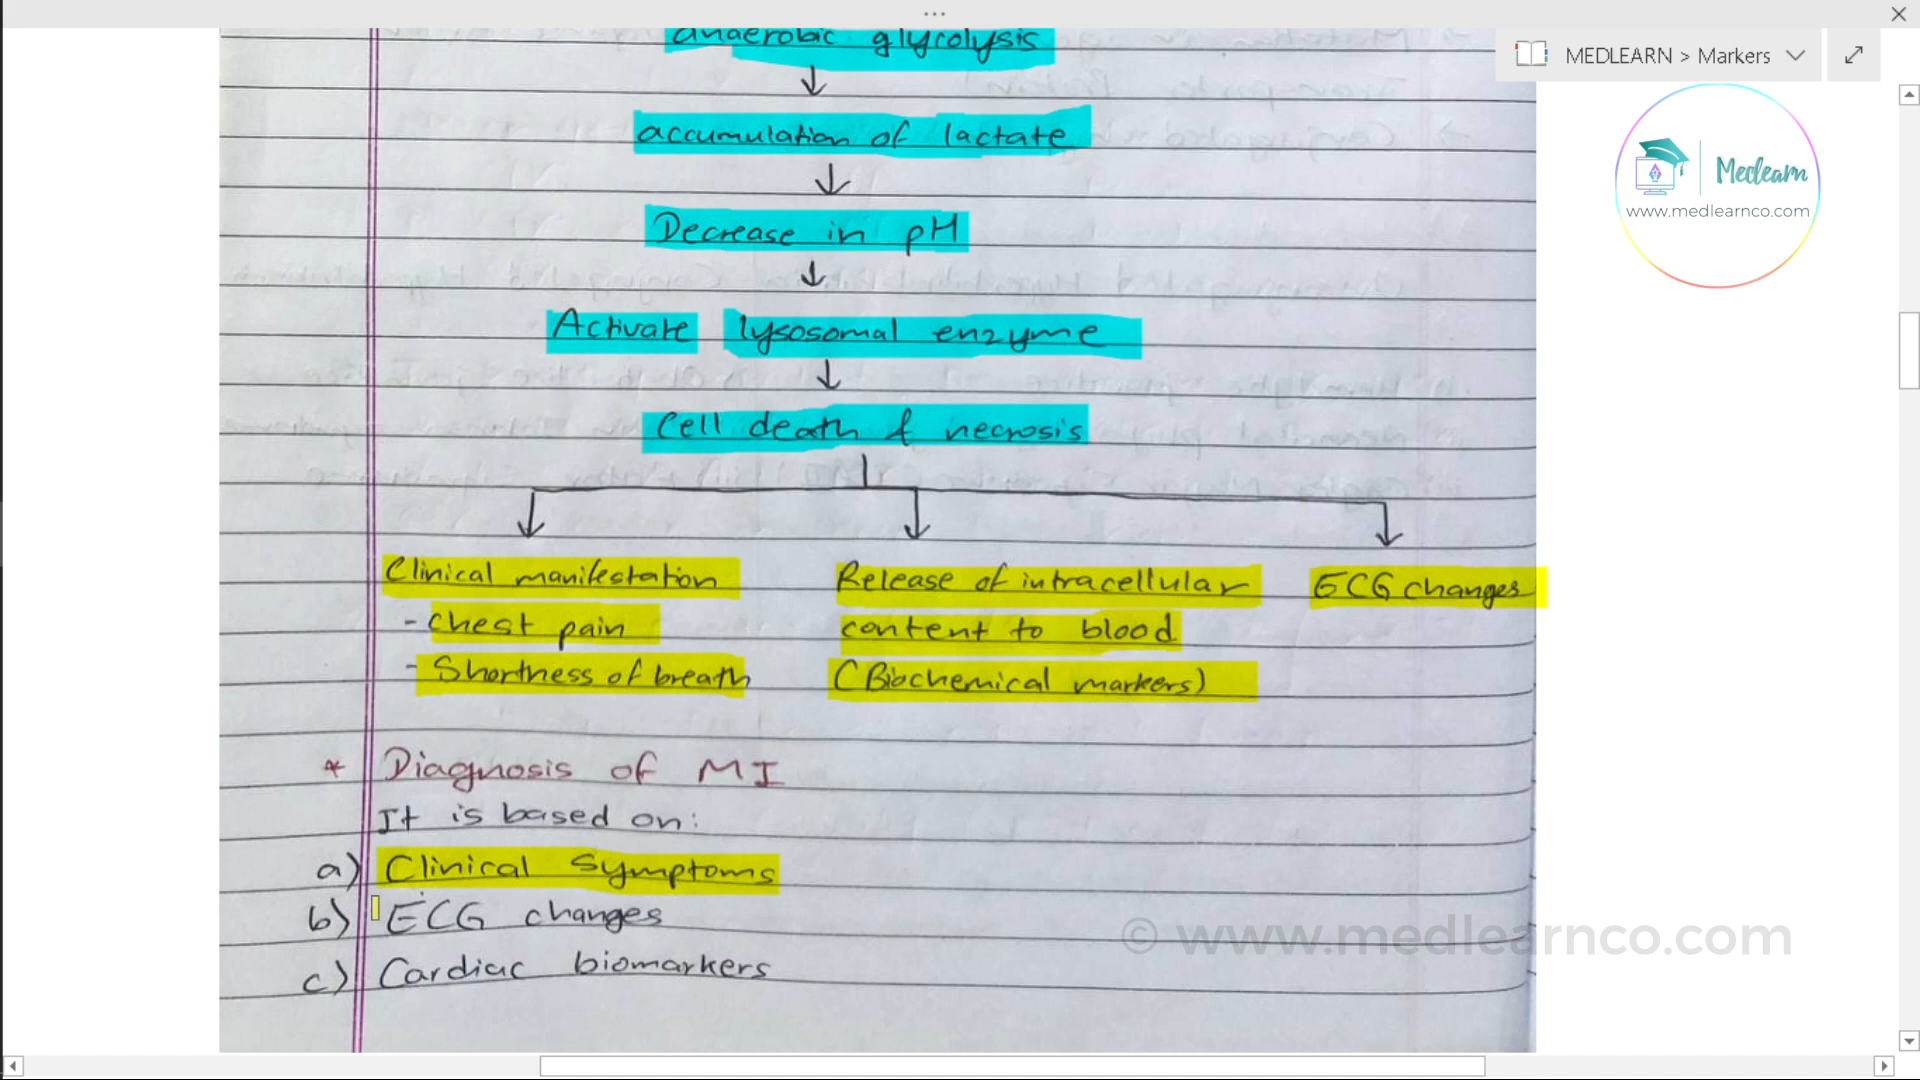 ...
MEDLEARN > Markers
anaerobic glycolysis
↓
accumulation of lactate
↓
Decrease in pH
↓
Activate lysosomal enzyme
↓
Cell death & necrosis
Clinical manifestation
- Chest pain
- Shortness of breath
Release of intracellular
content to blood
(Biochemical markers)
ECG changes
* Diagnosis of MI
It is based on:
a) Clinical Symptoms
b) ECG changes
c) Cardiac biomarkers
Medlearn
www.medlearnco.com
© www.medlearnco.com